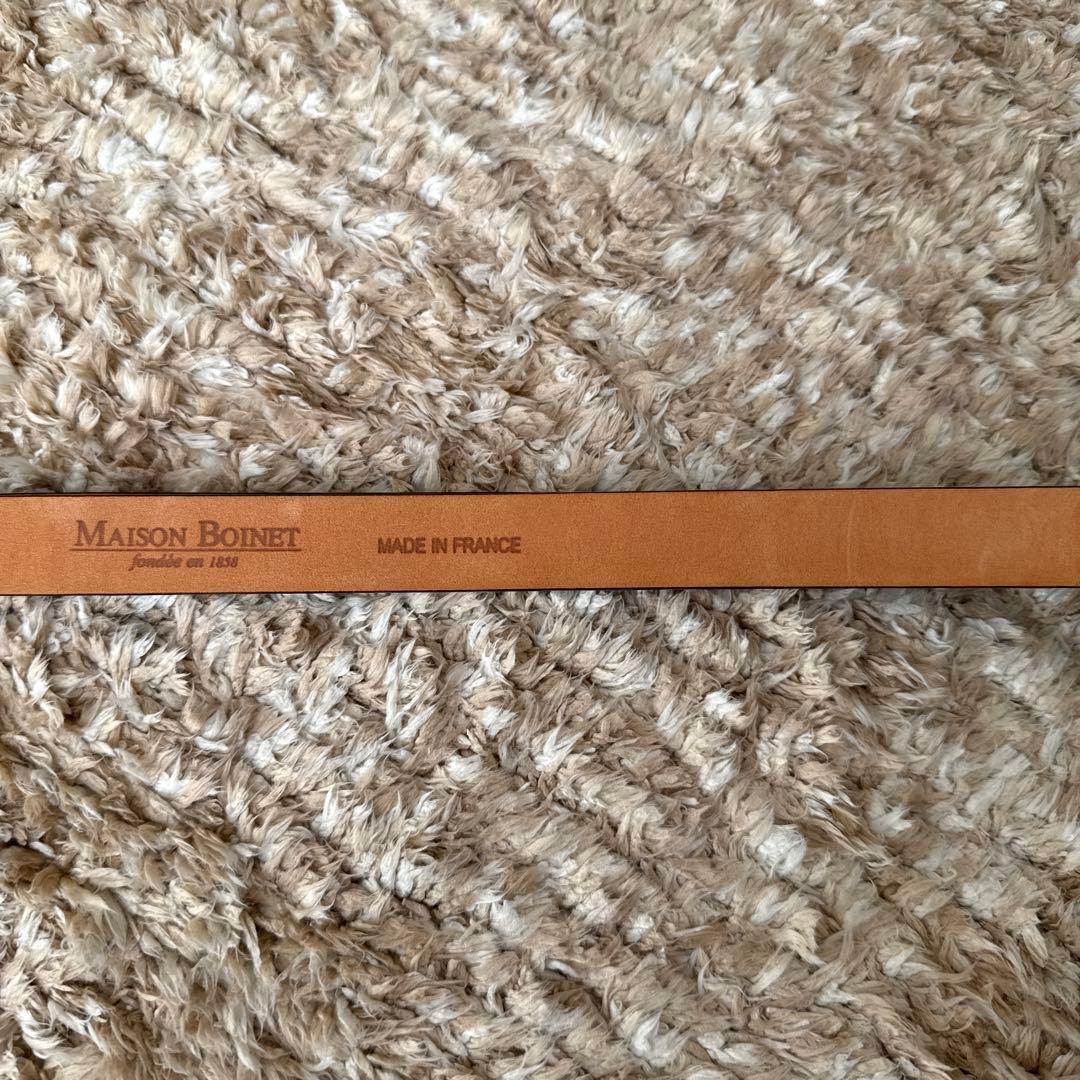 MAISON BOINET
fondée en 1858
MADE IN FRANCE